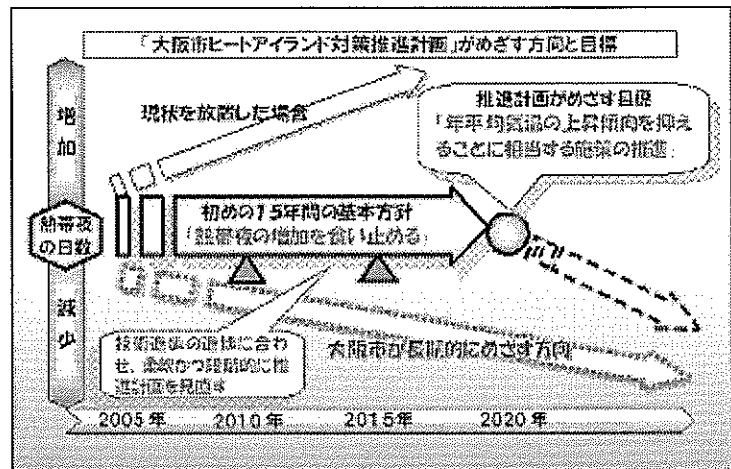 「大阪市ヒートアイランド対策推進計画」がめざす方向と目標
増加
現状を放置した場合
推進計画がめざす目標
「年平均気温の上昇傾向を抑え
ることに相当する施策の推進」
熱帯夜
の日数
初めの15年間の基本方針
「熱帯夜の増加を食い止める」
減少
技術進歩の進捗に合わ
せ、柔軟かつ段階的に推
進計画を見直す
大阪市が長期的にめざす方向
2005年
2010年
2015年
2020年